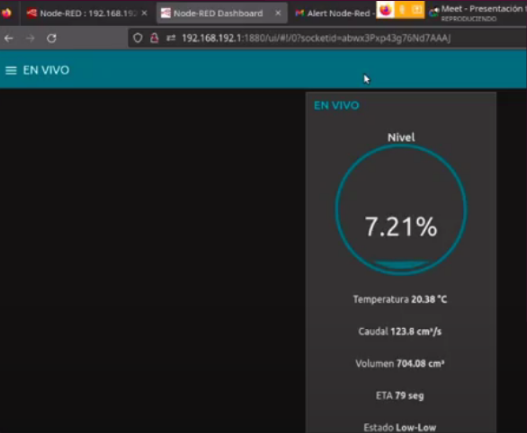 Node-RED : 192.168.19
Node-RED Dashboard
Alert Node-Red -
Meet - Presentación
REPRODUCIENDO
192.168.192.1:1880/ui/#!/0?socketid=abwx3Pxp43g76Nd7AAAJ
EN VIVO
EN VIVO
Nivel
7.21%
Temperatura 20.38 °C
Caudal 123.8 cm³/s
Volumen 704.08 cm³
ETA 79 seg
Estado Low-Low